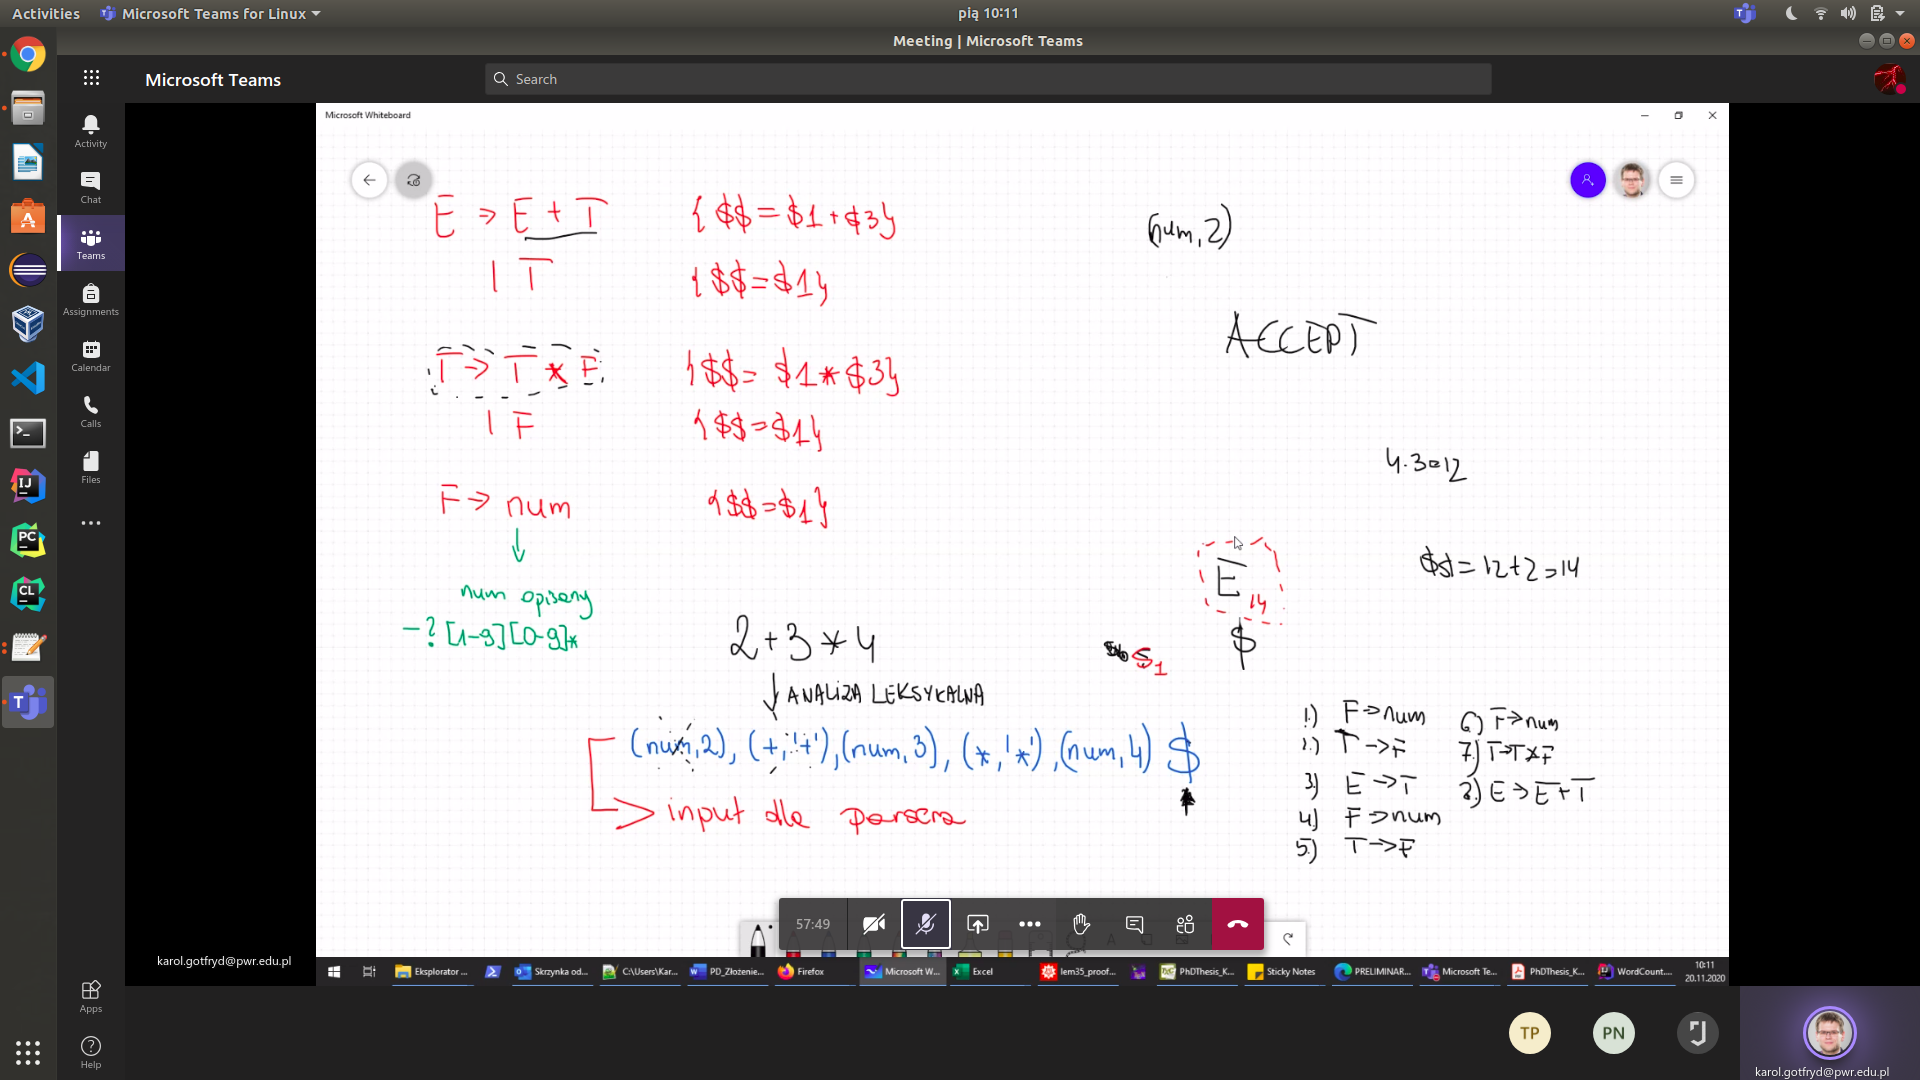 Activities
Microsoft Teams for Linux
pią 10:11
Meeting | Microsoft Teams
Microsoft Teams
Search
Activity
Chat
Teams
Assignments
Calendar
Calls
Files
Apps
Help
Microsoft Whiteboard
E → E + T { $$ = $1 + $3 }
| T { $$ = $1 }
T → T * F { $$ = $1 * $3 }
| F { $$ = $1 }
F → num { $$ = $1 }
↓
num opisany
-? [1-9][0-9]*
(num, 2)
ACCEPT
4·3=12
$$ = 12+2=14
E 14
$
$1
2+3*4
↓ ANALIZA LEKSYKALNA
(num,2), (+,'+'), (num,3), (*,'*'), (num,4) $
input dla parsera
1.) F → num
2.) T → F
3.) E → T
4.) F → num
5.) T → F
6.) F → num
7.) T → T * F
8.) E → E + T
57:49
karol.gotfryd@pwr.edu.pl
Eksplorator ...
Skrzynka od...
C:\Users\Kar...
PD_Złożenie...
Firefox
Microsoft W...
Excel
lem35_proof...
PhDThesis_K...
Sticky Notes
PRELIMINAR...
Microsoft Te...
PhDThesis_K...
WordCount....
10:11
20.11.2020
TP
PN
karol.gotfryd@pwr.edu.pl